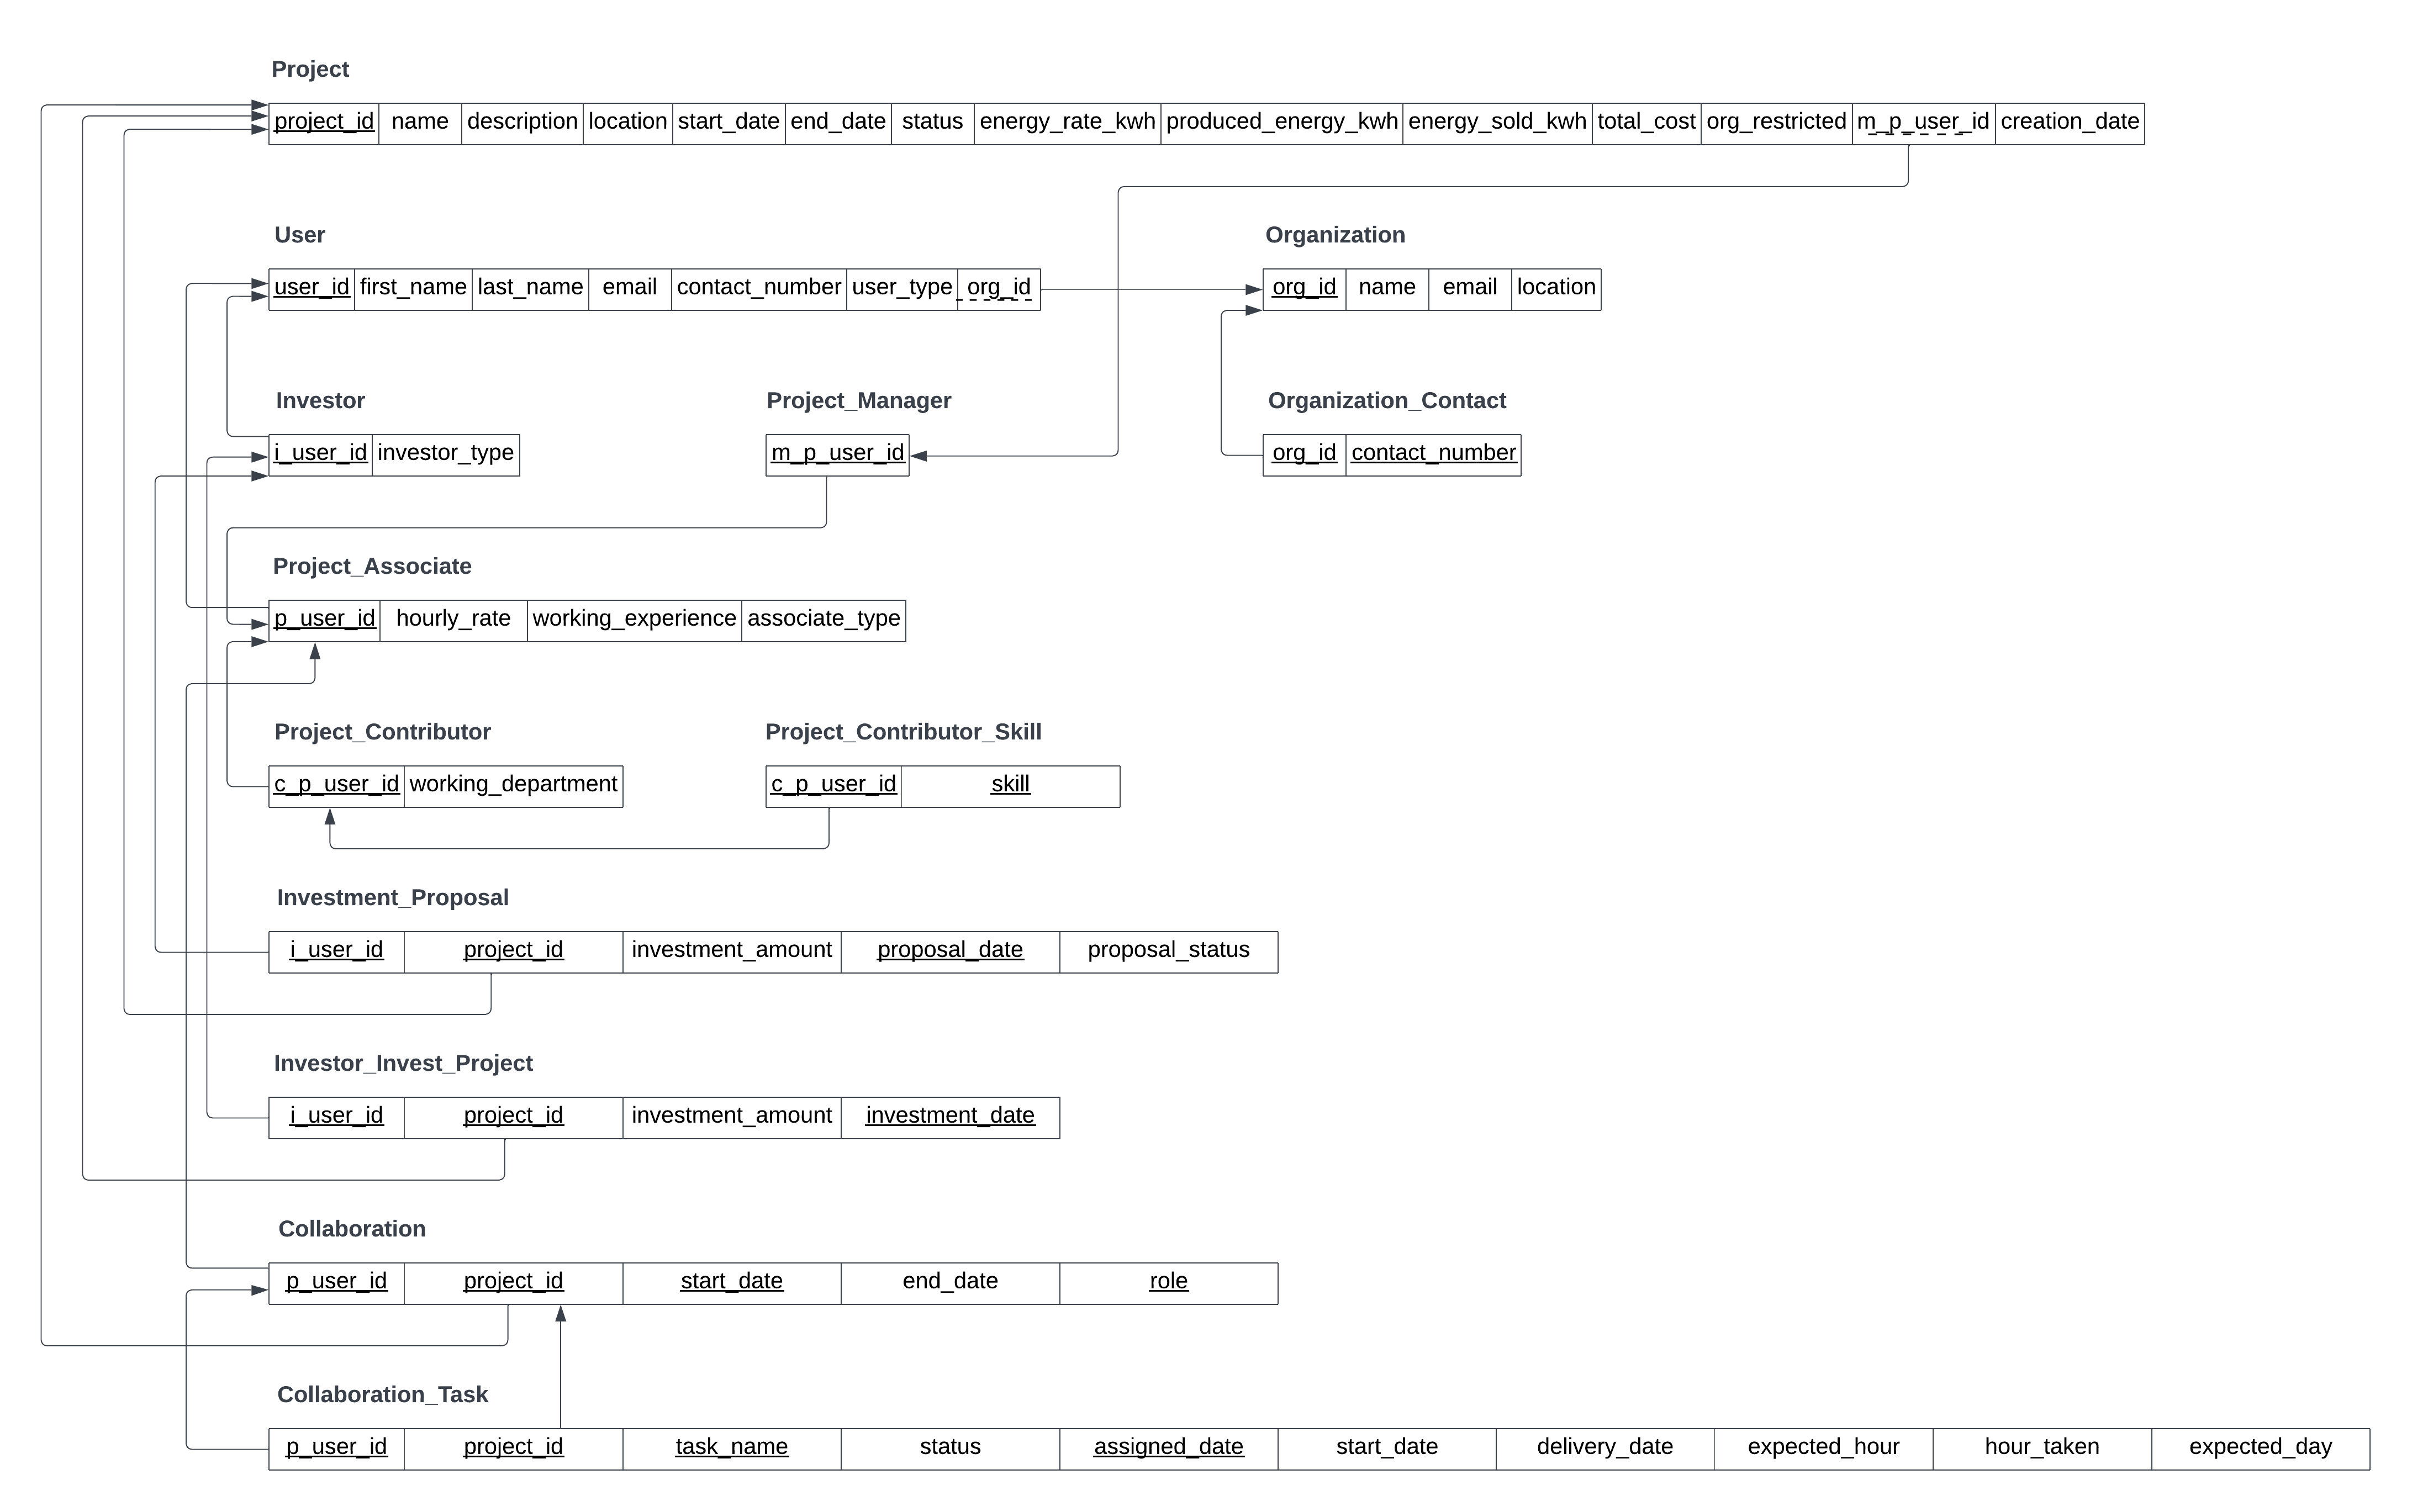 Project
project_id name description location start_date end_date status energy_rate_kwh produced_energy_kwh energy_sold_kwh total_cost org_restricted m_p_user_id creation_date
User Organization
user_id first_name last_name email contact_number user_type org_id org_id name email location
Investor Project_Manager Organization_Contact
i_user_id investor_type m_p_user_id org_id contact_number
Project_Associate
p_user_id hourly_rate working_experience associate_type
Project_Contributor Project_Contributor_Skill
c_p_user_id working_department c_p_user_id skill
Investment_Proposal
i_user_id project_id investment_amount proposal_date proposal_status
Investor_Invest_Project
i_user_id project_id investment_amount investment_date
Collaboration
p_user_id project_id start_date end_date role
Collaboration_Task
p_user_id project_id task_name status assigned_date start_date delivery_date expected_hour hour_taken expected_day